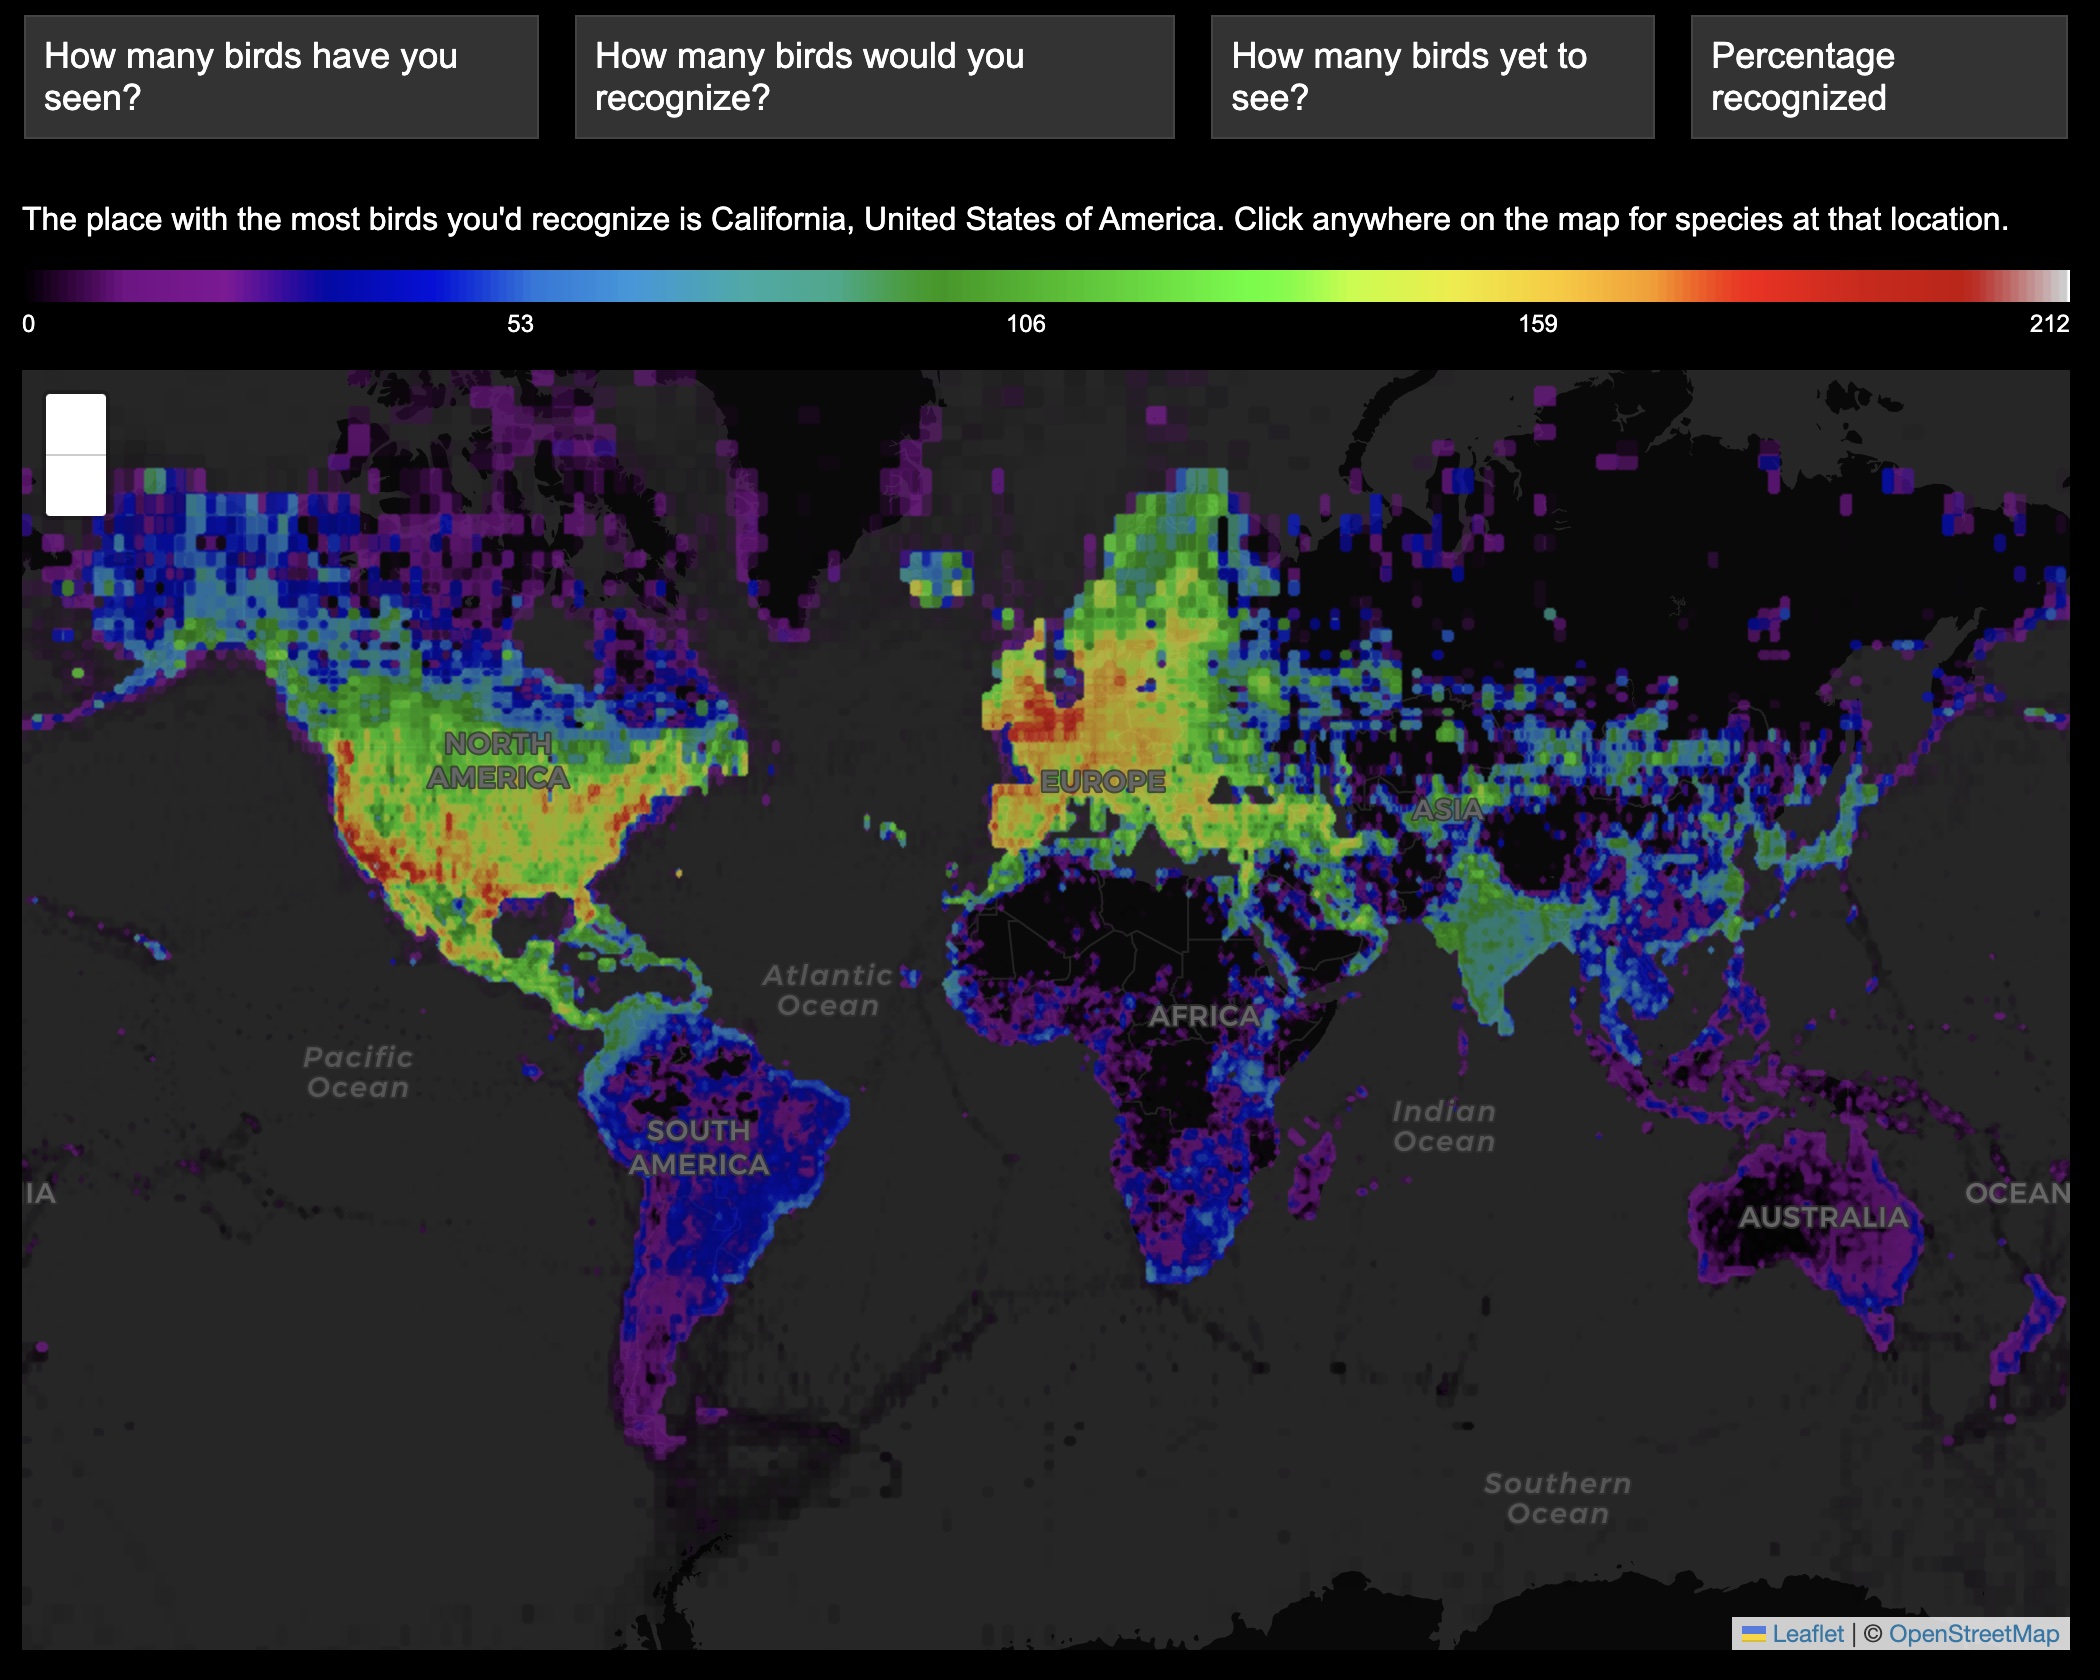 How many birds have you
seen?
How many birds would you
recognize?
How many birds yet to
see?
Percentage
recognized
The place with the most birds you'd recognize is California, United States of America. Click anywhere on the map for species at that location.
0 53 106 159 212
NORTH
AMERICA
EUROPE
ASIA
Atlantic
Ocean
AFRICA
Pacific
Ocean
Indian
Ocean
SOUTH
AMERICA
IA
OCEAN
AUSTRALIA
Southern
Ocean
Leaflet | © OpenStreetMap